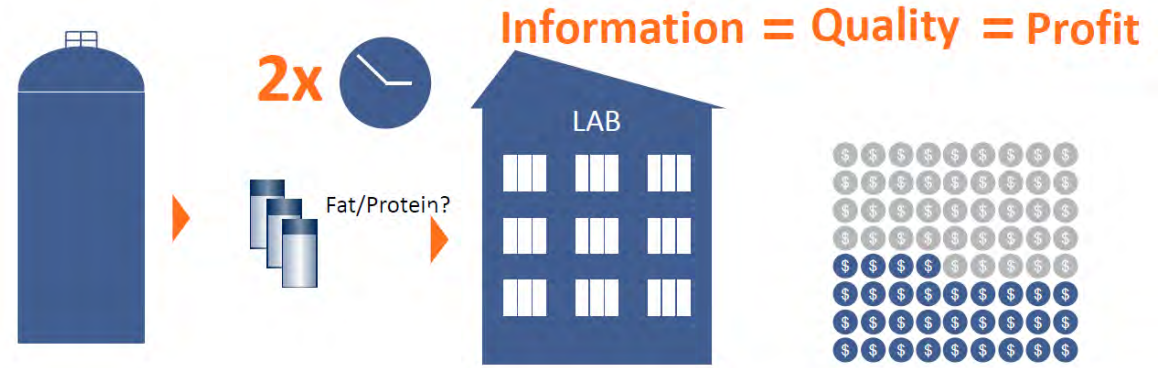 Information = Quality = Profit
2x
LAB
Fat/Protein?